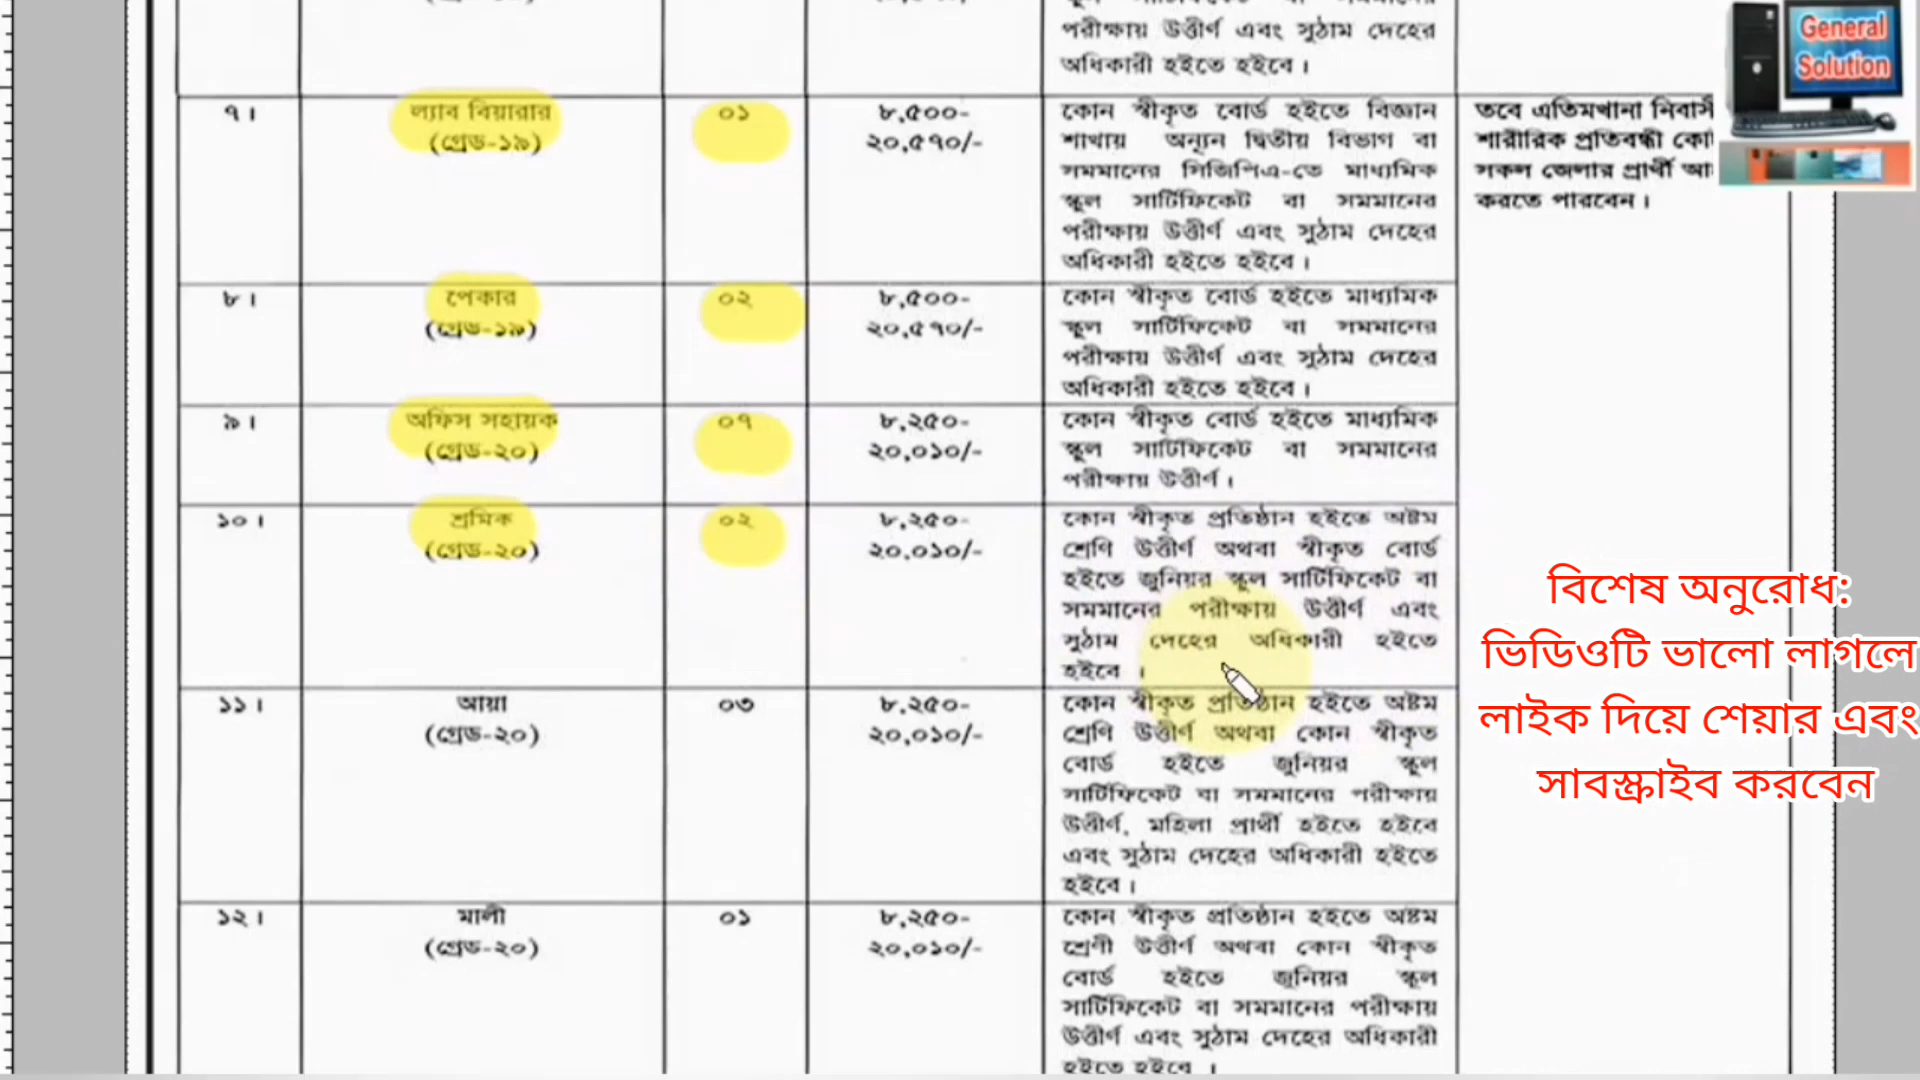 পরীক্ষায় উত্তীর্ণ এবং সুঠাম দেহের
অধিকারী হইতে হইবে।
৭।
ল্যাব বিয়ারার
(গ্রেড-১৯)
০১
৮,৫০০-
২০,৫৭০/-
কোন স্বীকৃত বোর্ড হইতে বিজ্ঞান
শাখায় অন্যূন দ্বিতীয় বিভাগ বা
সমমানের সিজিপিএ-তে মাধ্যমিক
স্কুল সার্টিফিকেট বা সমমানের
পরীক্ষায় উত্তীর্ণ এবং সুঠাম দেহের
অধিকারী হইতে হইবে।
তবে এতিমখানা নিবাসী
শারীরিক প্রতিবন্ধী
সকল জেলার প্রার্থী
করতে পারবেন।
General
Solution
৮।
পেকার
(গ্রেড-১৯)
০২
৮,৫০০-
২০,৫৭০/-
কোন স্বীকৃত বোর্ড হইতে মাধ্যমিক
স্কুল সার্টিফিকেট বা সমমানের
পরীক্ষায় উত্তীর্ণ এবং সুঠাম দেহের
অধিকারী হইতে হইবে।
৯।
অফিস সহায়ক
(গ্রেড-২০)
০৭
৮,২৫০-
২০,০১০/-
কোন স্বীকৃত বোর্ড হইতে মাধ্যমিক
স্কুল সার্টিফিকেট বা সমমানের
পরীক্ষায় উত্তীর্ণ।
১০।
শ্রমিক
(গ্রেড-২০)
০২
৮,২৫০-
২০,০১০/-
কোন স্বীকৃত প্রতিষ্ঠান হইতে অষ্টম
শ্রেণি উত্তীর্ণ অথবা স্বীকৃত বোর্ড
হইতে জুনিয়র স্কুল সার্টিফিকেট বা
সমমানের পরীক্ষায় উত্তীর্ণ এবং
সুঠাম দেহের অধিকারী হইতে
হইবে ।
১১।
আয়া
(গ্রেড-২০)
০৩
৮,২৫০-
২০,০১০/-
কোন স্বীকৃত প্রতিষ্ঠান হইতে অষ্টম
শ্রেণি উত্তীর্ণ অথবা কোন স্বীকৃত
বোর্ড হইতে জুনিয়র স্কুল
সার্টিফিকেট বা সমমানের পরীক্ষায়
উত্তীর্ণ, মহিলা প্রার্থী হইতে হইবে
এবং সুঠাম দেহের অধিকারী হইতে
হইবে।
১২।
মালী
(গ্রেড-২০)
০১
৮,২৫০-
২০,০১০/-
কোন স্বীকৃত প্রতিষ্ঠান হইতে অষ্টম
শ্রেণী উত্তীর্ণ অথবা কোন স্বীকৃত
বোর্ড হইতে জুনিয়র স্কুল
সার্টিফিকেট বা সমমানের পরীক্ষায়
উত্তীর্ণ এবং সুঠাম দেহের অধিকারী
হইতে হইবে ।
বিশেষ অনুরোধ:
ভিডিওটি ভালো লাগলে
লাইক দিয়ে শেয়ার এবং
সাবস্ক্রাইব করবেন